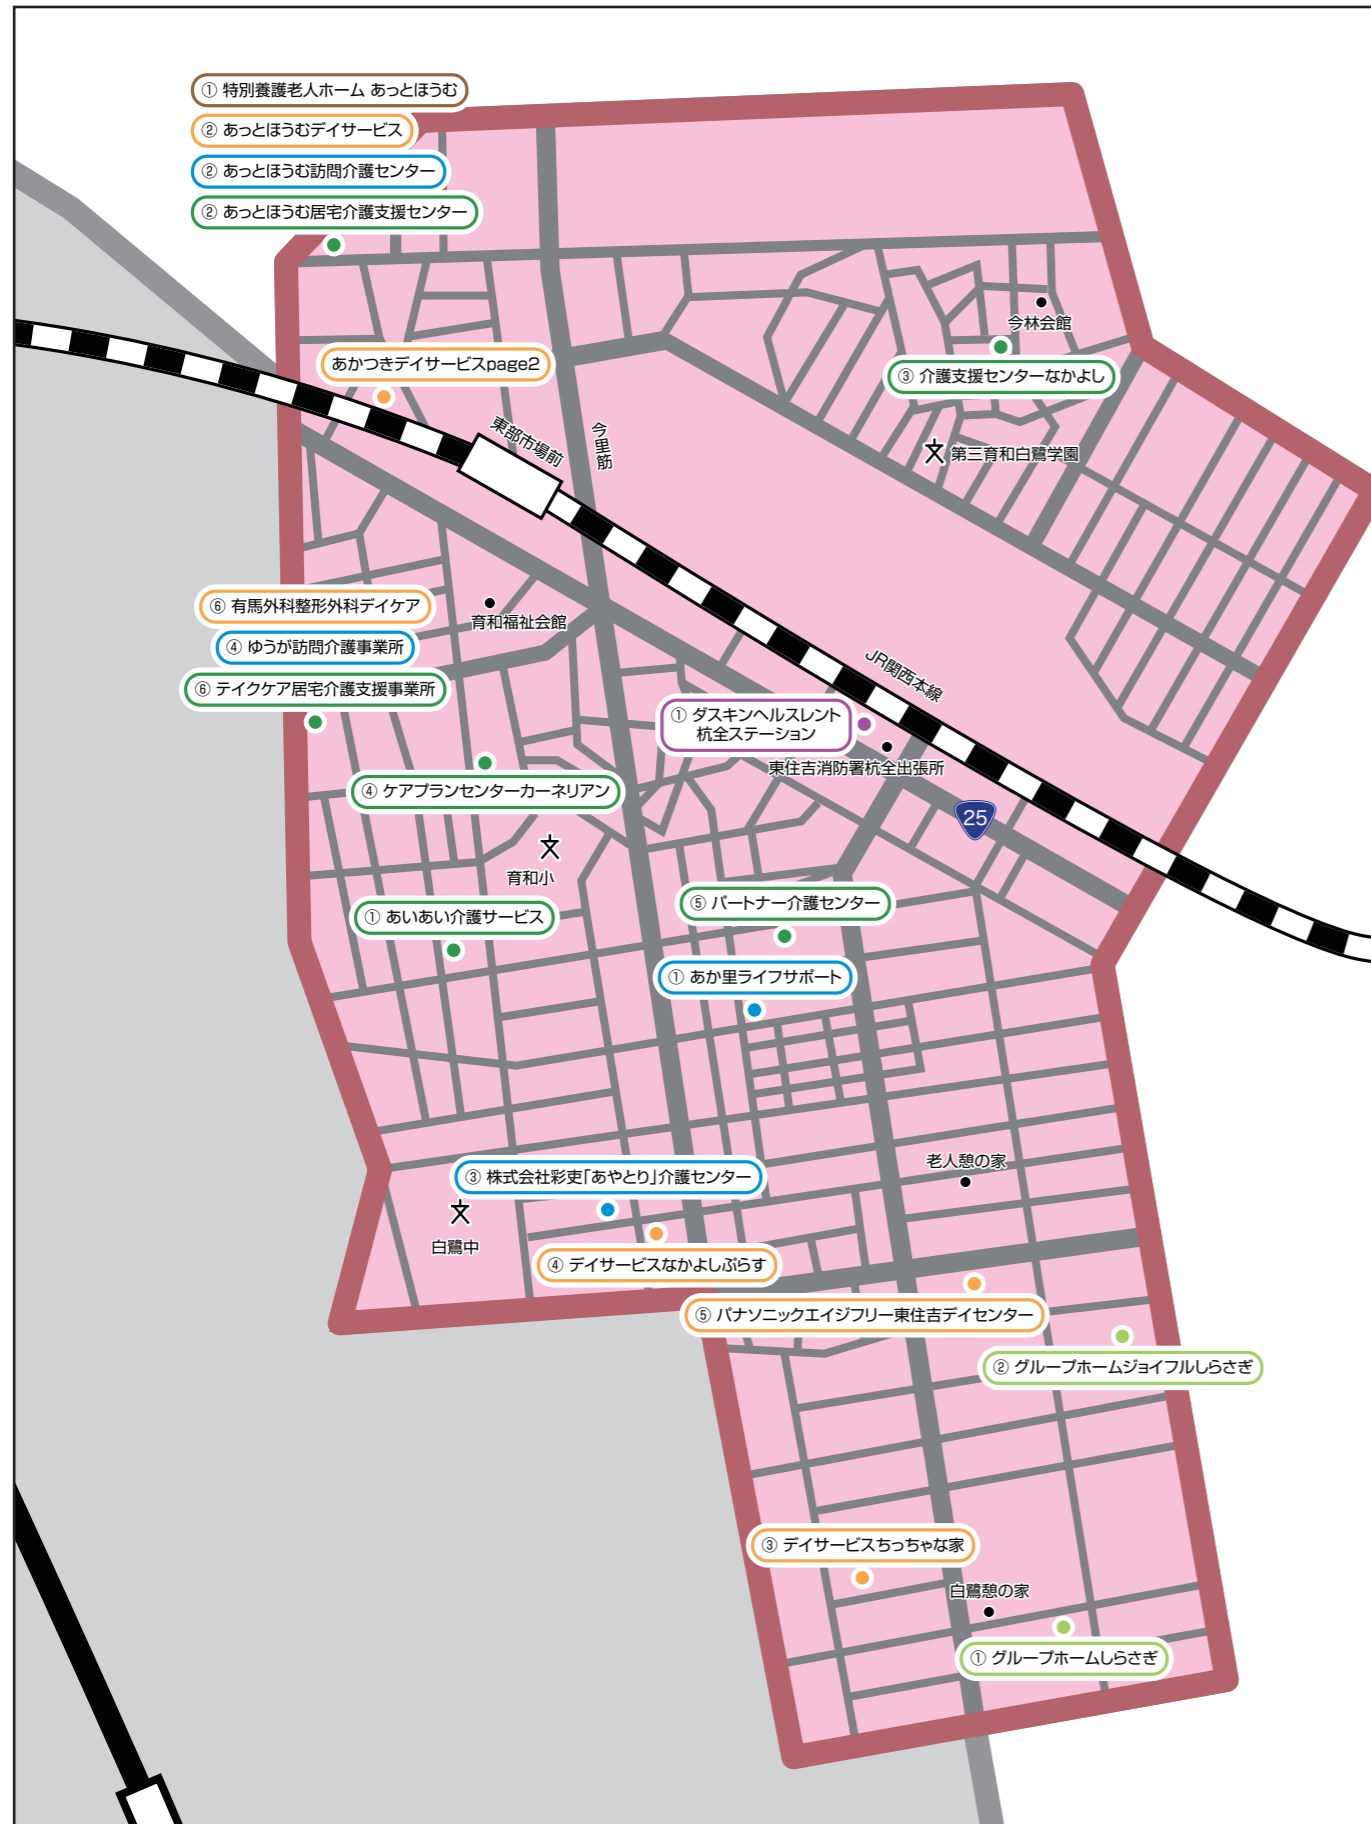 ① 特別養護老人ホーム あっとほうむ
② あっとほうむデイサービス
② あっとほうむ訪問介護センター
② あっとほうむ居宅介護支援センター
今林会館
あかつきデイサービスpage2
③ 介護支援センターなかよし
東部市場前
今里筋
第三育和白鷺学園
⑥ 有馬外科整形外科デイケア
育和福祉会館
④ ゆうが訪問介護事業所
⑥ テイクケア居宅介護支援事業所
JR関西本線
① ダスキンヘルスレント
杭全ステーション
東住吉消防署杭全出張所
④ ケアプランセンターカーネリアン
25
育和小
⑤ パートナー介護センター
① あいあい介護サービス
① あか里ライフサポート
老人憩の家
③ 株式会社彩吏「あやとり」介護センター
白鷺中
④ デイサービスなかよしぷらす
⑤ パナソニックエイジフリー東住吉デイセンター
② グループホームジョイフルしらさぎ
③ デイサービスちっちゃな家
白鷺憩の家
① グループホームしらさぎ